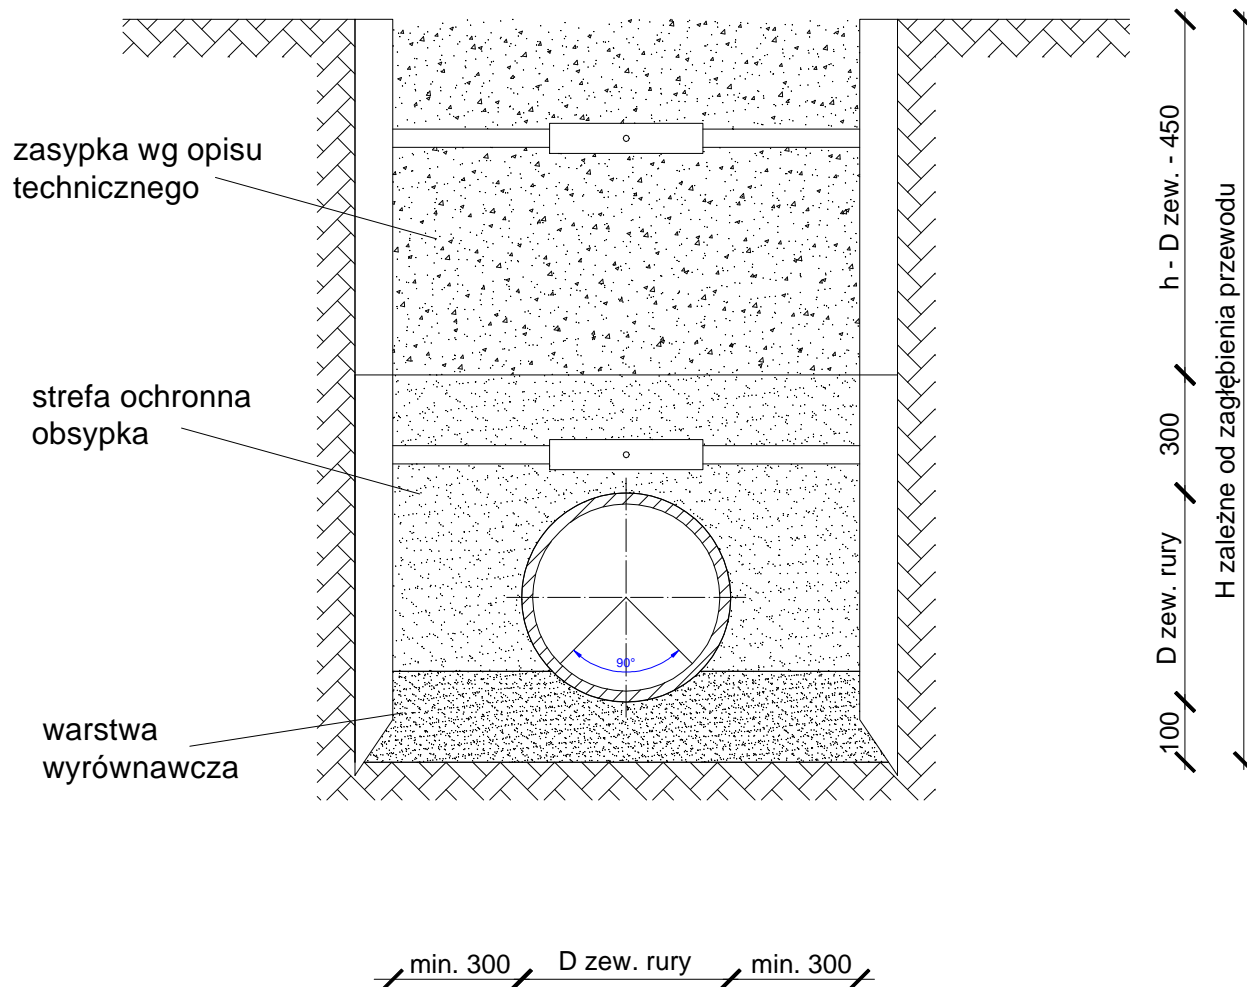 zasypka wg opisu
technicznego
strefa ochronna
obsypka
warstwa
wyrównawcza
90°
h - D zew. - 450
300
D zew. rury
100
H zależne od zagłębienia przewodu
min. 300
D zew. rury
min. 300